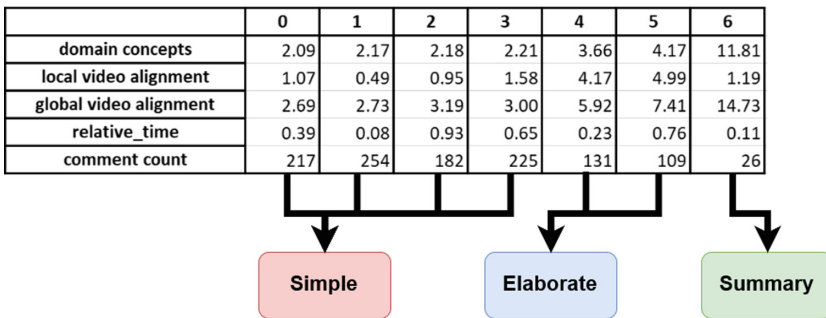 0 1 2 3 4 5 6
domain concepts 2.09 2.17 2.18 2.21 3.66 4.17 11.81
local video alignment 1.07 0.49 0.95 1.58 4.17 4.99 1.19
global video alignment 2.69 2.73 3.19 3.00 5.92 7.41 14.73
relative_time 0.39 0.08 0.93 0.65 0.23 0.76 0.11
comment count 217 254 182 225 131 109 26
Simple Elaborate Summary